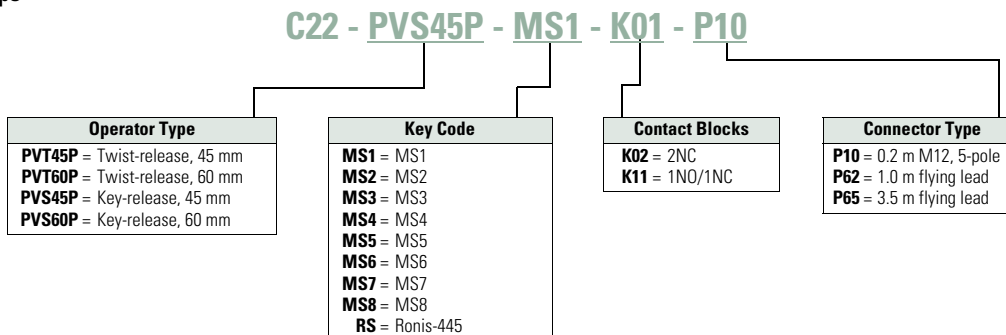 C22 - PVS45P - MS1 - K01 - P10
Operator Type
PVT45P = Twist-release, 45 mm
PVT60P = Twist-release, 60 mm
PVS45P = Key-release, 45 mm
PVS60P = Key-release, 60 mm
Key Code
MS1 = MS1
MS2 = MS2
MS3 = MS3
MS4 = MS4
MS5 = MS5
MS6 = MS6
MS7 = MS7
MS8 = MS8
RS = Ronis-445
Contact Blocks
K02 = 2NC
K11 = 1NO/1NC
Connector Type
P10 = 0.2 m M12, 5-pole
P62 = 1.0 m flying lead
P65 = 3.5 m flying lead